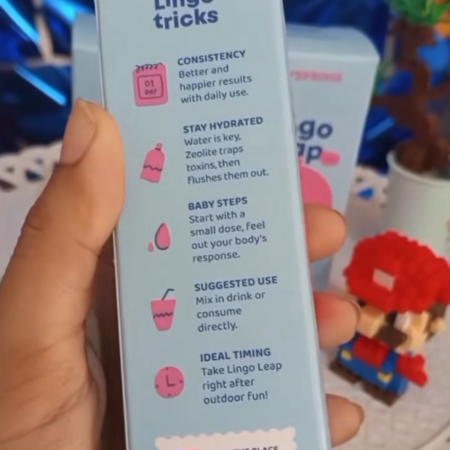 Lingo
tricks
CONSISTENCY
Better and
happier results
with daily use.
01
DAY
STAY HYDRATED
Water is key,
Zeolite traps
toxins, then
flushes them out.
BABY STEPS
Start with a
small dose, feel
out your body's
response.
SUGGESTED USE
Mix in drink or
consume
directly.
IDEAL TIMING
Take Lingo Leap
right after
outdoor fun!
PLACE